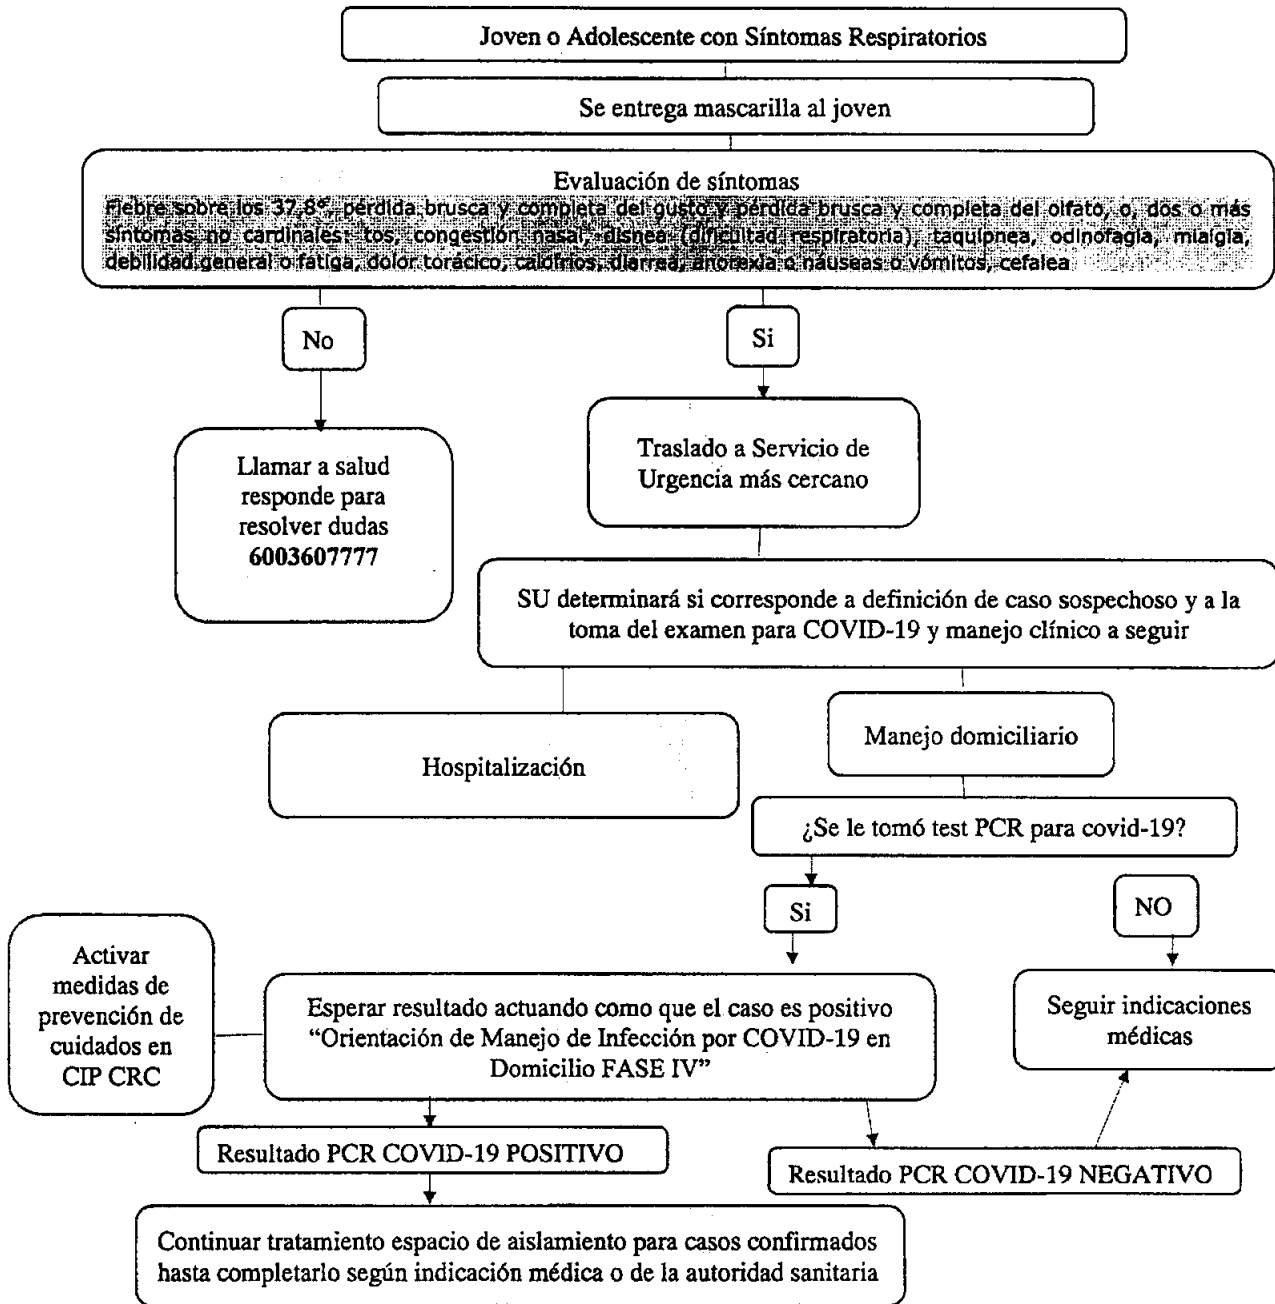 Joven o Adolescente con Síntomas Respiratorios
Se entrega mascarilla al joven
Evaluación de síntomas
Fiebre sobre los 37,8°, pérdida brusca y completa del gusto y pérdida brusca y completa del olfato, o, dos o más
síntomas no cardinales: tos, congestión nasal, disnea (dificultad respiratoria), taquipnea, odinofagia, mialgia,
debilidad general o fatiga, dolor torácico, calofríos, diarrea, anorexia o náuseas o vómitos, cefalea
No
Si
Llamar a salud
responde para
resolver dudas
6003607777
Traslado a Servicio de
Urgencia más cercano
SU determinará si corresponde a definición de caso sospechoso y a la
toma del examen para COVID-19 y manejo clínico a seguir
Hospitalización
Manejo domiciliario
¿Se le tomó test PCR para covid-19?
Si
NO
Activar
medidas de
prevención de
cuidados en
CIP CRC
Esperar resultado actuando como que el caso es positivo
“Orientación de Manejo de Infección por COVID-19 en
Domicilio FASE IV”
Seguir indicaciones
médicas
Resultado PCR COVID-19 POSITIVO
Resultado PCR COVID-19 NEGATIVO
Continuar tratamiento espacio de aislamiento para casos confirmados
hasta completarlo según indicación médica o de la autoridad sanitaria